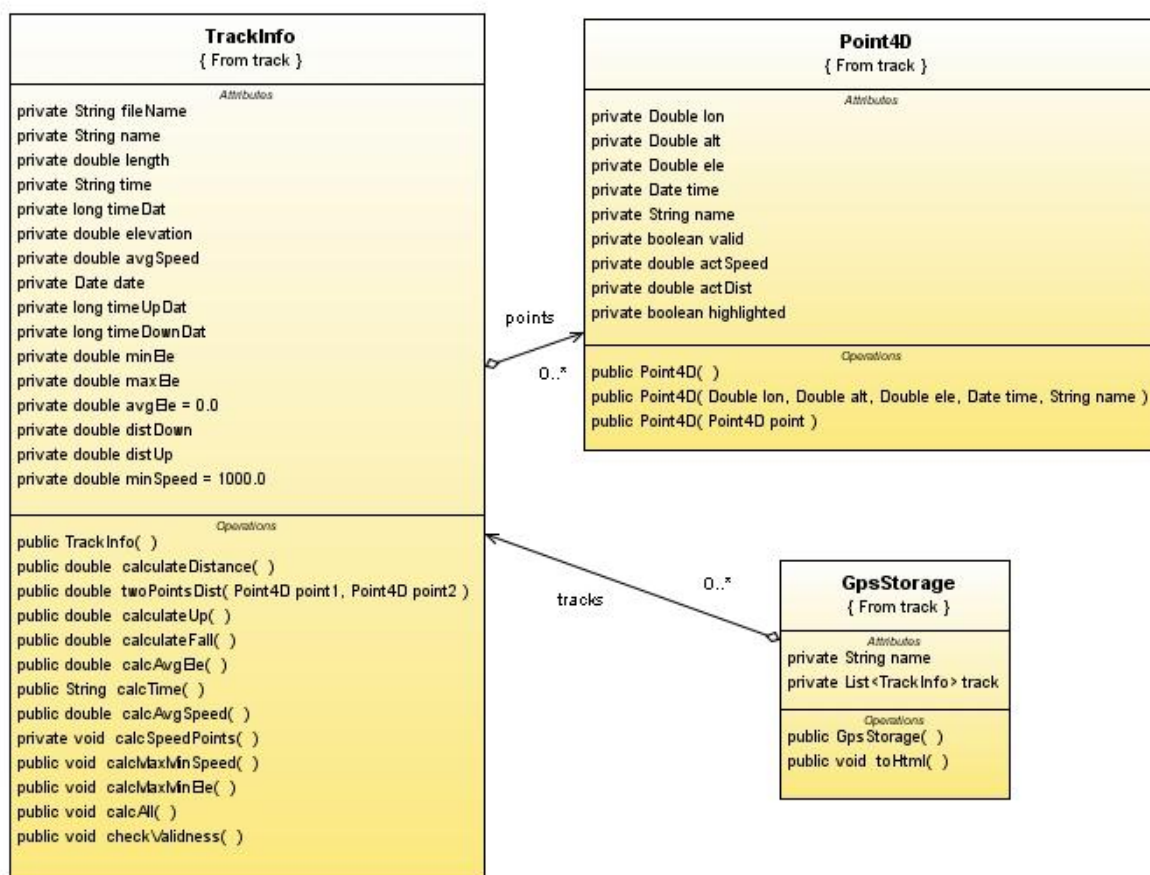 TrackInfo
{ From track }
Attributes
private String fileName
private String name
private double length
private String time
private long timeDat
private double elevation
private double avgSpeed
private Date date
private long timeUpDat
private long timeDownDat
private double minEle
private double maxEle
private double avgEle = 0.0
private double distDown
private double distUp
private double minSpeed = 1000.0
Operations
public TrackInfo( )
public double calculateDistance( )
public double twoPointsDist( Point4D point1, Point4D point2 )
public double calculateUp( )
public double calculateFall( )
public double calcAvgEle( )
public String calcTime( )
public double calcAvgSpeed( )
private void calcSpeedPoints( )
public void calcMaxMinSpeed( )
public void calcMaxMinEle( )
public void calcAll( )
public void checkValidness( )
points
0..*
Point4D
{ From track }
Attributes
private Double lon
private Double alt
private Double ele
private Date time
private String name
private boolean valid
private double actSpeed
private double actDist
private boolean highlighted
Operations
public Point4D( )
public Point4D( Double lon, Double alt, Double ele, Date time, String name )
public Point4D( Point4D point )
tracks
0..*
GpsStorage
{ From track }
Attributes
private String name
private List<TrackInfo> track
Operations
public GpsStorage( )
public void toHtml( )